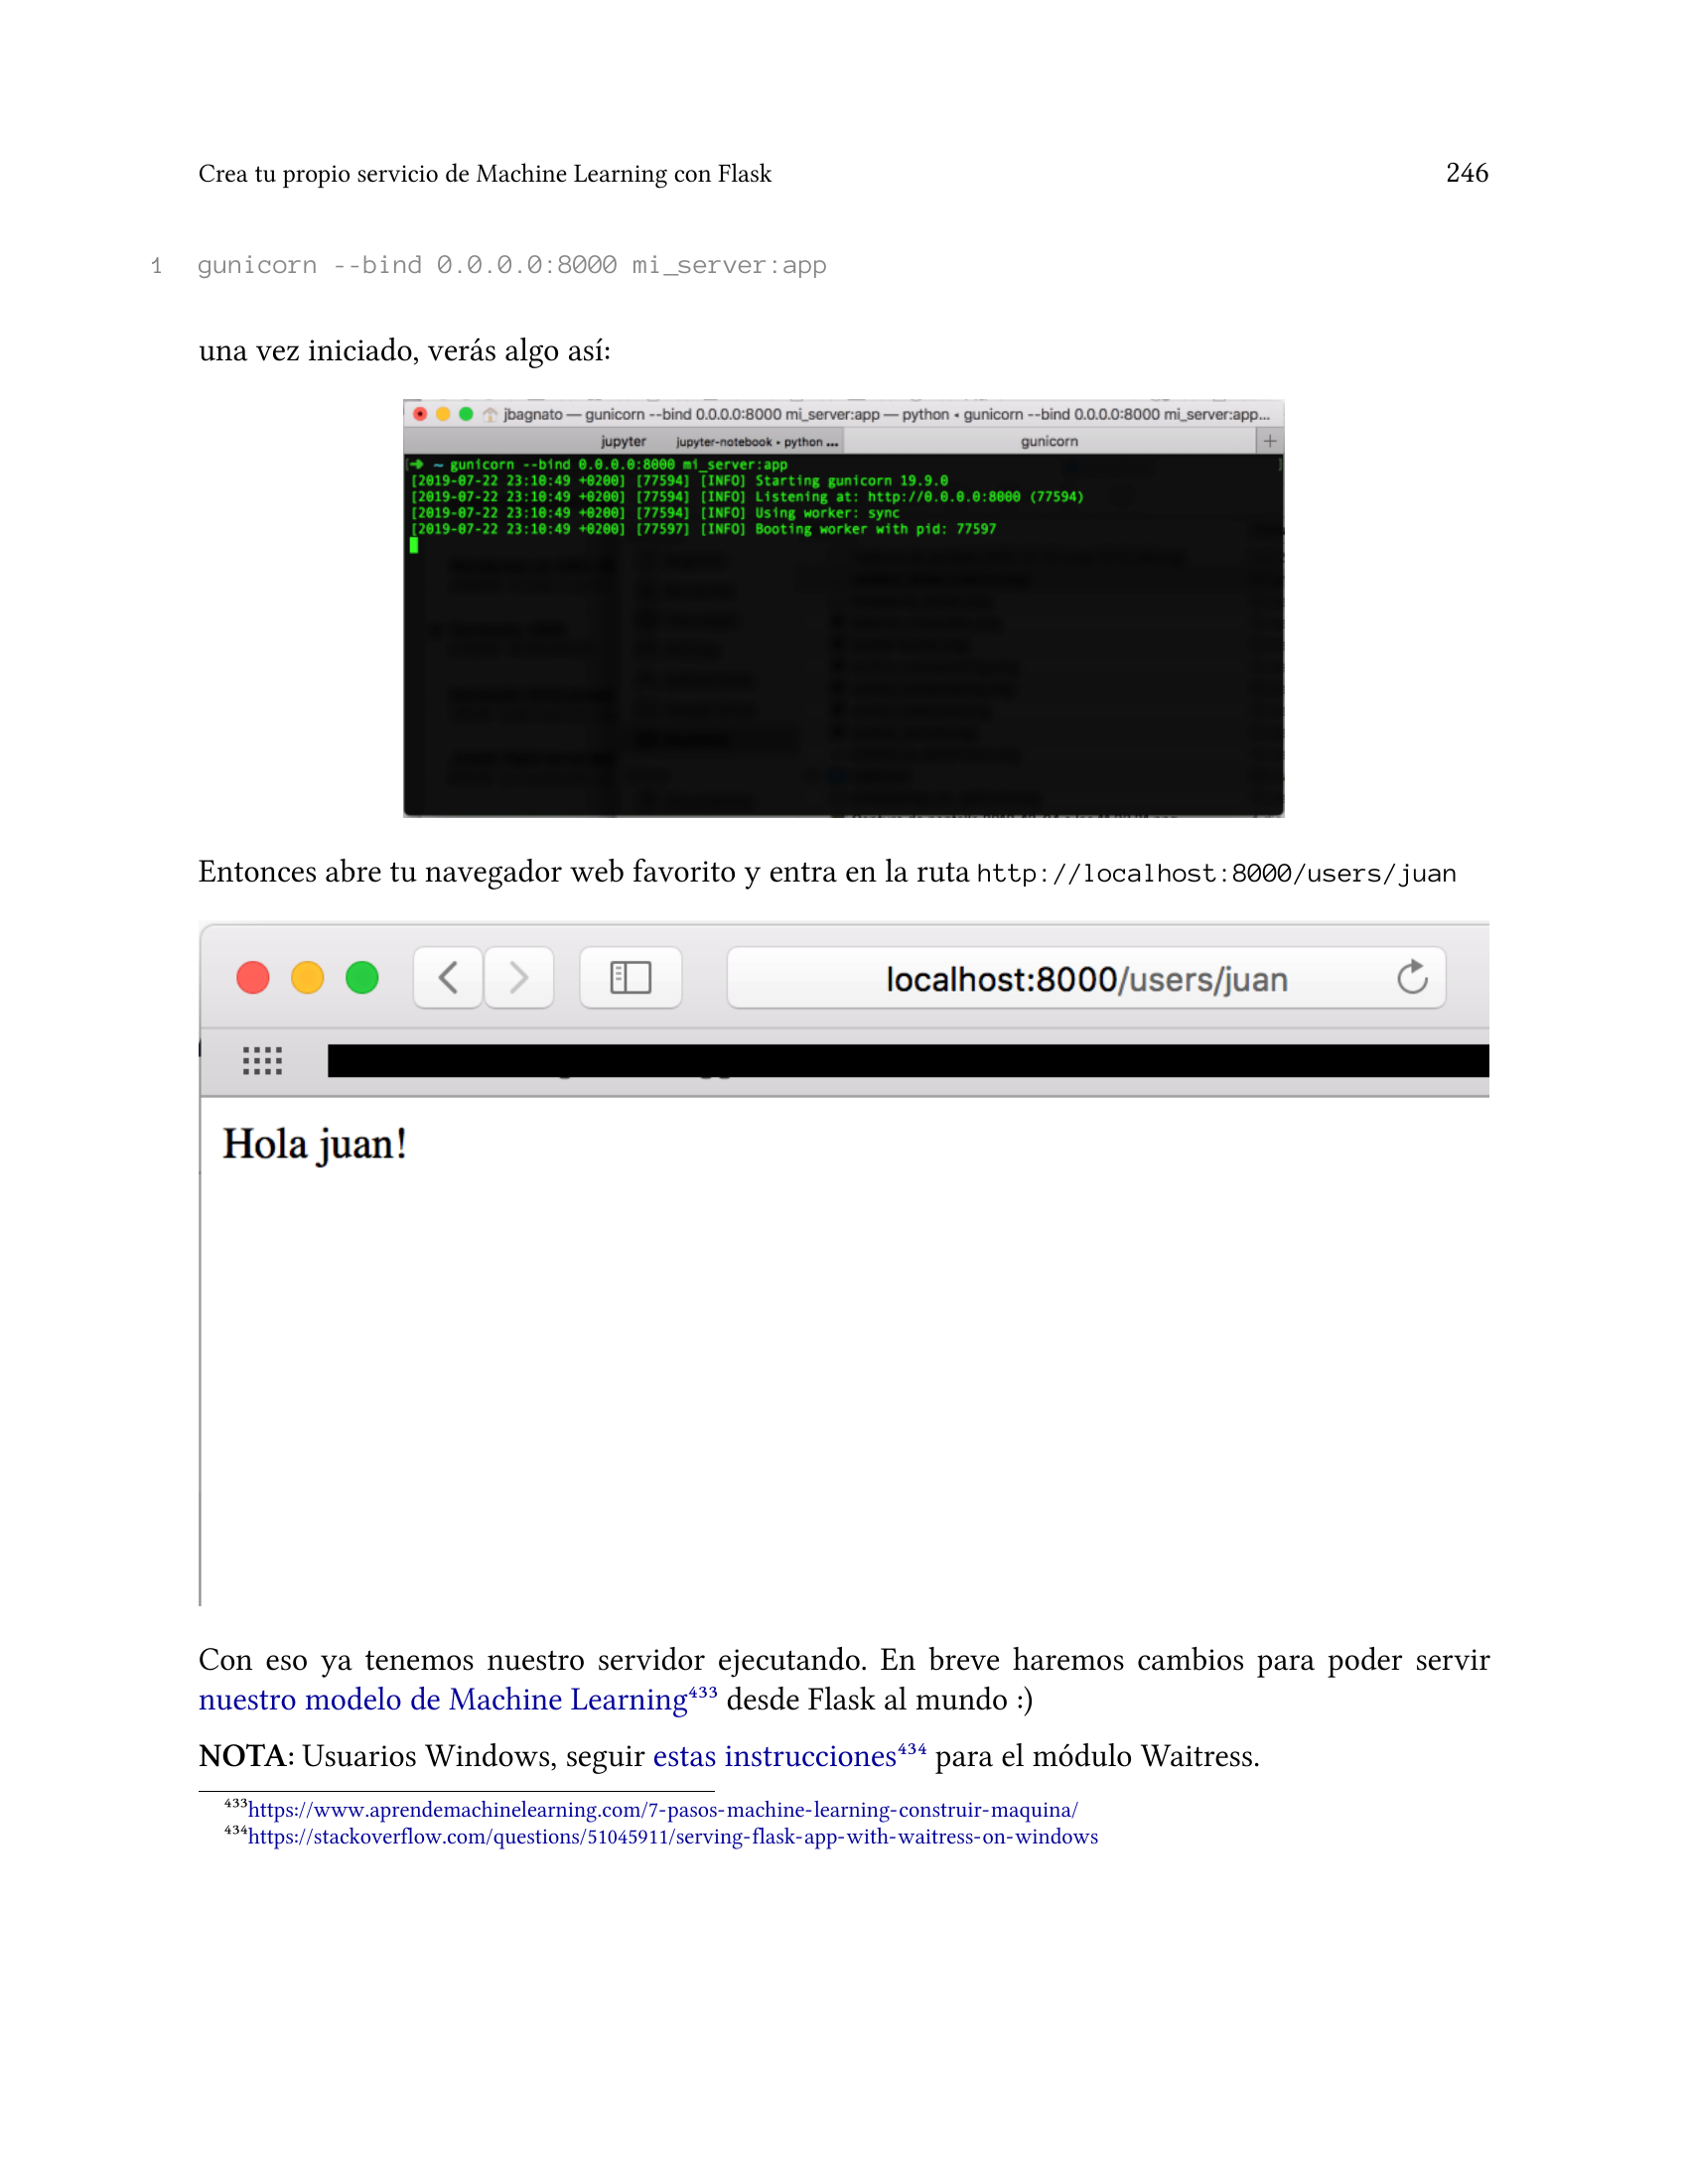 Crea tu propio servicio de Machine Learning con Flask 246
1 gunicorn --bind 0.0.0.0:8000 mi_server:app
una vez iniciado, verás algo así:
jbagnato — gunicorn --bind 0.0.0.0:8000 mi_server:app — python ◂ gunicorn --bind 0.0.0.0:8000 mi_server:app...
jupyter jupyter-notebook ▸ python ... gunicorn +
[➜ ~ gunicorn --bind 0.0.0.0:8000 mi_server:app ]
[2019-07-22 23:10:49 +0200] [77594] [INFO] Starting gunicorn 19.9.0
[2019-07-22 23:10:49 +0200] [77594] [INFO] Listening at: http://0.0.0.0:8000 (77594)
[2019-07-22 23:10:49 +0200] [77594] [INFO] Using worker: sync
[2019-07-22 23:10:49 +0200] [77597] [INFO] Booting worker with pid: 77597
Entonces abre tu navegador web favorito y entra en la ruta http://localhost:8000/users/juan
localhost:8000/users/juan
Hola juan!
Con eso ya tenemos nuestro servidor ejecutando. En breve haremos cambios para poder servir
nuestro modelo de Machine Learning⁴³³ desde Flask al mundo :)
NOTA: Usuarios Windows, seguir estas instrucciones⁴³⁴ para el módulo Waitress.
⁴³³https://www.aprendemachinelearning.com/7-pasos-machine-learning-construir-maquina/
⁴³⁴https://stackoverflow.com/questions/51045911/serving-flask-app-with-waitress-on-windows